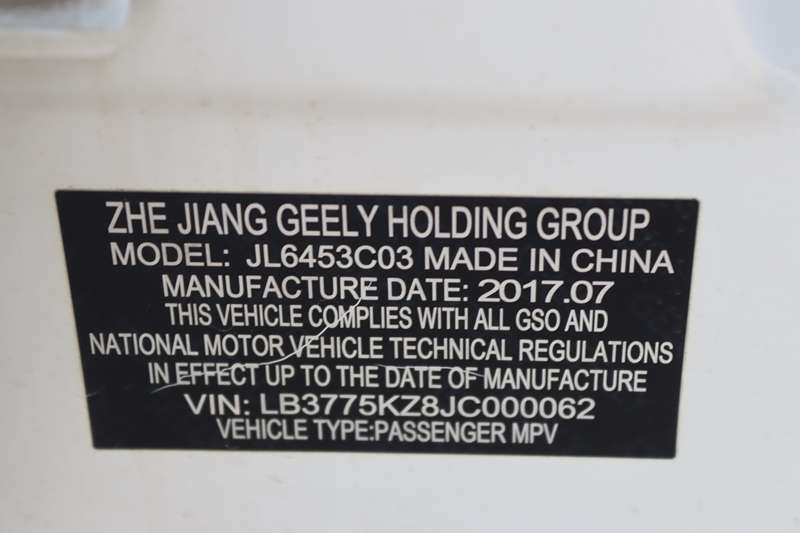 ZHE JIANG GEELY HOLDING GROUP
MODEL: JL6453C03 MADE IN CHINA
MANUFACTURE DATE: 2017.07
THIS VEHICLE COMPLIES WITH ALL GSO AND
NATIONAL MOTOR VEHICLE TECHNICAL REGULATIONS
IN EFFECT UP TO THE DATE OF MANUFACTURE
VIN: LB3775KZ8JC000062
VEHICLE TYPE:PASSENGER MPV